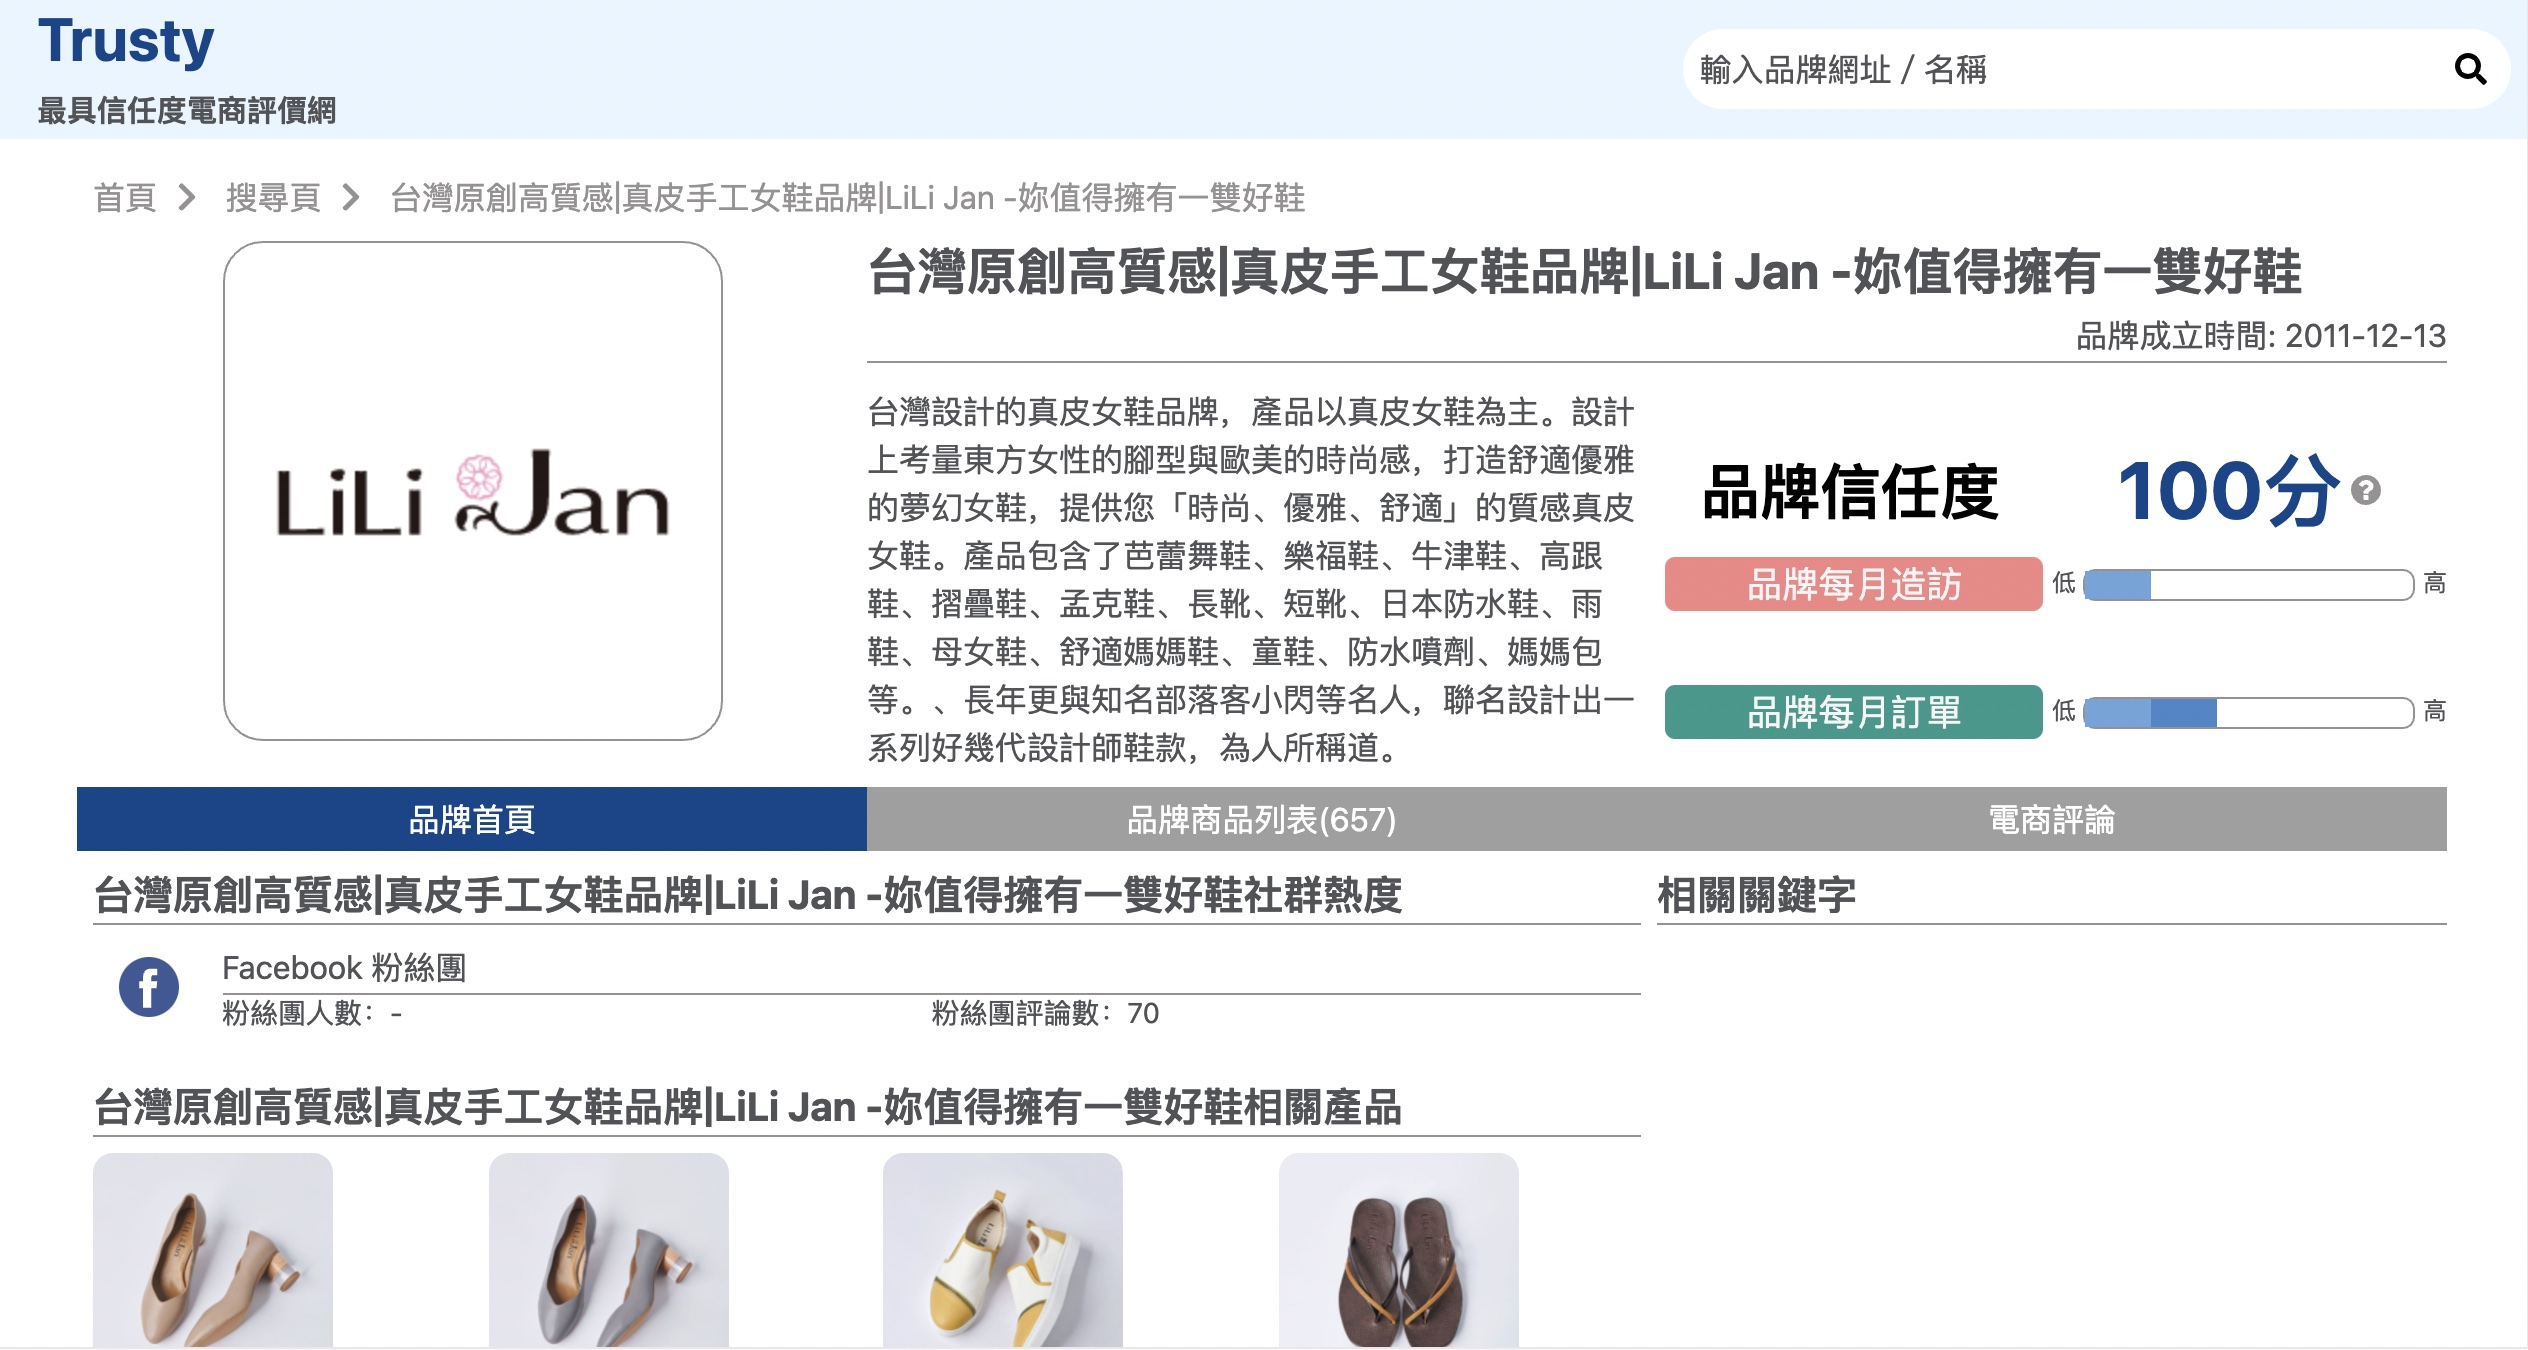 Trusty
最具信任度電商評價網
輸入品牌網址 / 名稱
首頁 > 搜尋頁 > 台灣原創高質感|真皮手工女鞋品牌|LiLi Jan -妳值得擁有一雙好鞋
LiLi Jan
台灣原創高質感|真皮手工女鞋品牌|LiLi Jan -妳值得擁有一雙好鞋
品牌成立時間: 2011-12-13
台灣設計的真皮女鞋品牌，產品以真皮女鞋為主。設計
上考量東方女性的腳型與歐美的時尚感，打造舒適優雅
的夢幻女鞋，提供您「時尚、優雅、舒適」的質感真皮
女鞋。產品包含了芭蕾舞鞋、樂福鞋、牛津鞋、高跟
鞋、摺疊鞋、孟克鞋、長靴、短靴、日本防水鞋、雨
鞋、母女鞋、舒適媽媽鞋、童鞋、防水噴劑、媽媽包
等。、長年更與知名部落客小閃等名人，聯名設計出一
系列好幾代設計師鞋款，為人所稱道。
品牌信任度 100分 ?
品牌每月造訪 低 高
品牌每月訂單 低 高
品牌首頁
品牌商品列表(657)
電商評論
台灣原創高質感|真皮手工女鞋品牌|LiLi Jan -妳值得擁有一雙好鞋社群熱度
Facebook 粉絲團
粉絲團人數： -
粉絲團評論數： 70
相關關鍵字
台灣原創高質感|真皮手工女鞋品牌|LiLi Jan -妳值得擁有一雙好鞋相關產品